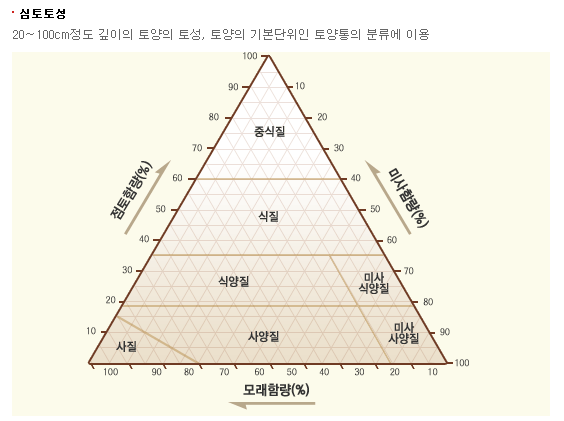 심토토성
20~100cm정도 깊이의 토양의 토성, 토양의 기본단위인 토양통의 분류에 이용
100
90 10
80 20
중식질
70 30
60 40
점토함량(%) 미사함량(%)
50 식질 50
40 60
30 70
식양질 미사
식양질
20 80
10 사질 사양질 미사
사양질 90
100
100 90 80 70 60 50 40 30 20 10
모래함량(%)